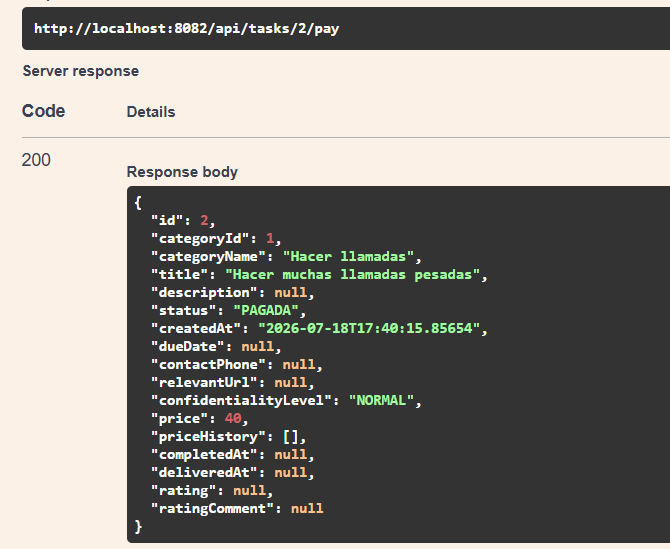 http://localhost:8082/api/tasks/2/pay
Server response
Code Details
200
Response body
{
  "id": 2,
  "categoryId": 1,
  "categoryName": "Hacer llamadas",
  "title": "Hacer muchas llamadas pesadas",
  "description": null,
  "status": "PAGADA",
  "createdAt": "2026-07-18T17:40:15.85654",
  "dueDate": null,
  "contactPhone": null,
  "relevantUrl": null,
  "confidentialityLevel": "NORMAL",
  "price": 40,
  "priceHistory": [],
  "completedAt": null,
  "deliveredAt": null,
  "rating": null,
  "ratingComment": null
}